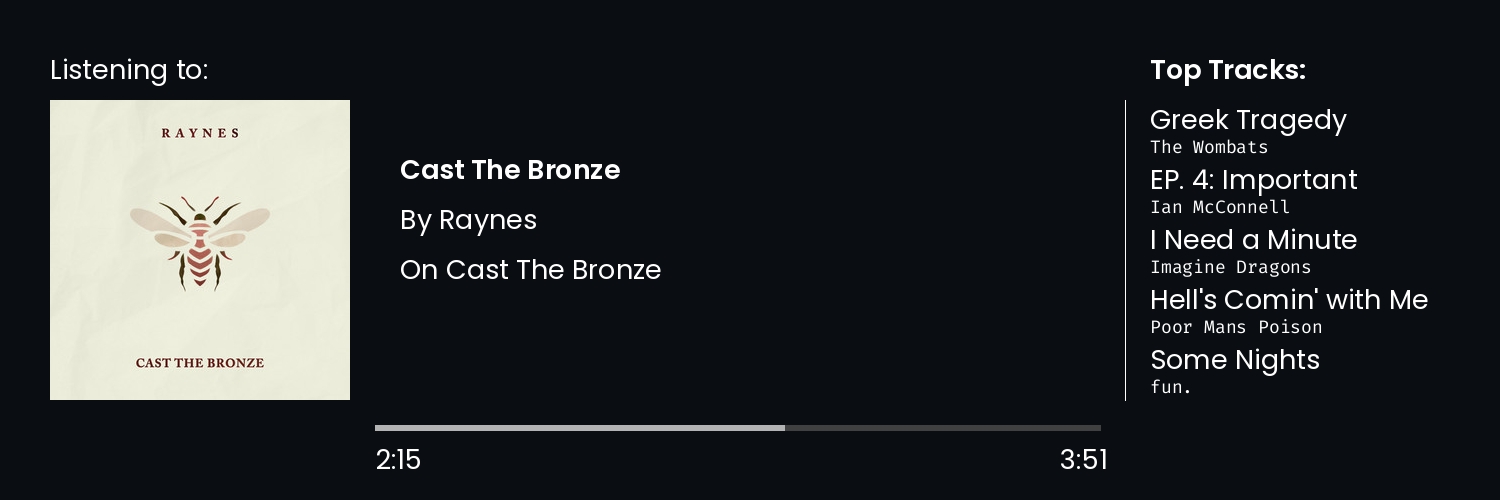 Listening to:
RAYNES
CAST THE BRONZE
Cast The Bronze
By Raynes
On Cast The Bronze
2:15
3:51
Top Tracks:
Greek Tragedy
The Wombats
EP. 4: Important
Ian McConnell
I Need a Minute
Imagine Dragons
Hell's Comin' with Me
Poor Mans Poison
Some Nights
fun.